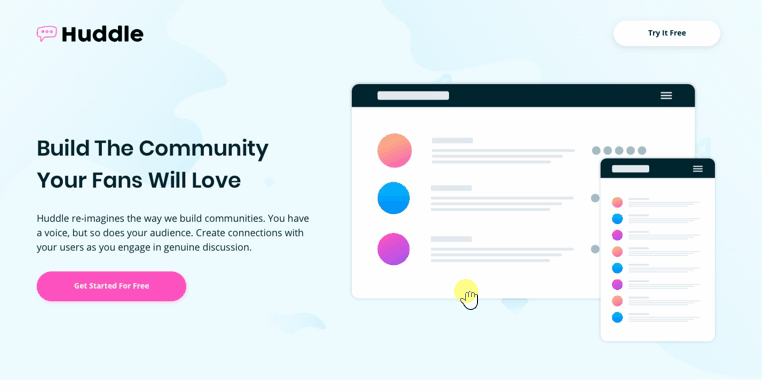 Huddle
Try It Free
Build The Community
Your Fans Will Love
Huddle re-imagines the way we build communities. You have
a voice, but so does your audience. Create connections with
your users as you engage in genuine discussion.
Get Started For Free